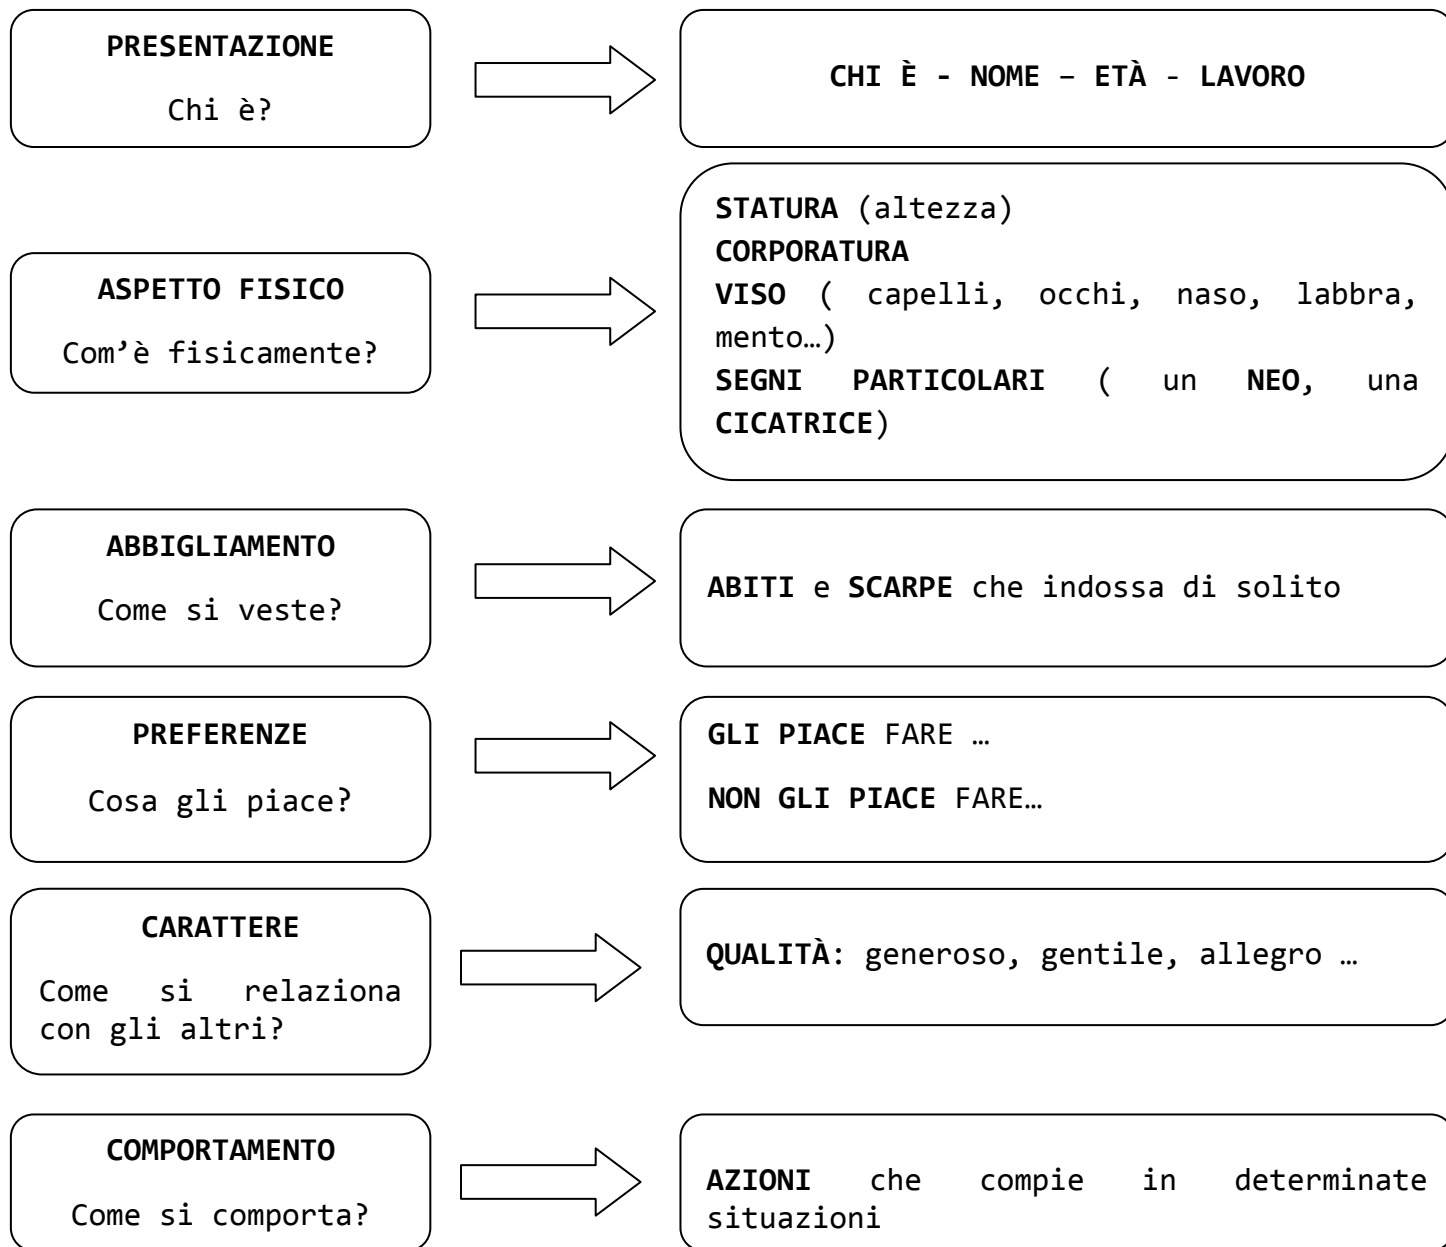 PRESENTAZIONE
Chi è?
CHI È - NOME – ETÀ - LAVORO
ASPETTO FISICO
Com’è fisicamente?
STATURA (altezza)
CORPORATURA
VISO ( capelli, occhi, naso, labbra,
mento…)
SEGNI PARTICOLARI ( un NEO, una
CICATRICE)
ABBIGLIAMENTO
Come si veste?
ABITI e SCARPE che indossa di solito
PREFERENZE
Cosa gli piace?
GLI PIACE FARE …
NON GLI PIACE FARE…
CARATTERE
Come si relaziona
con gli altri?
QUALITÀ: generoso, gentile, allegro …
COMPORTAMENTO
Come si comporta?
AZIONI che compie in determinate
situazioni